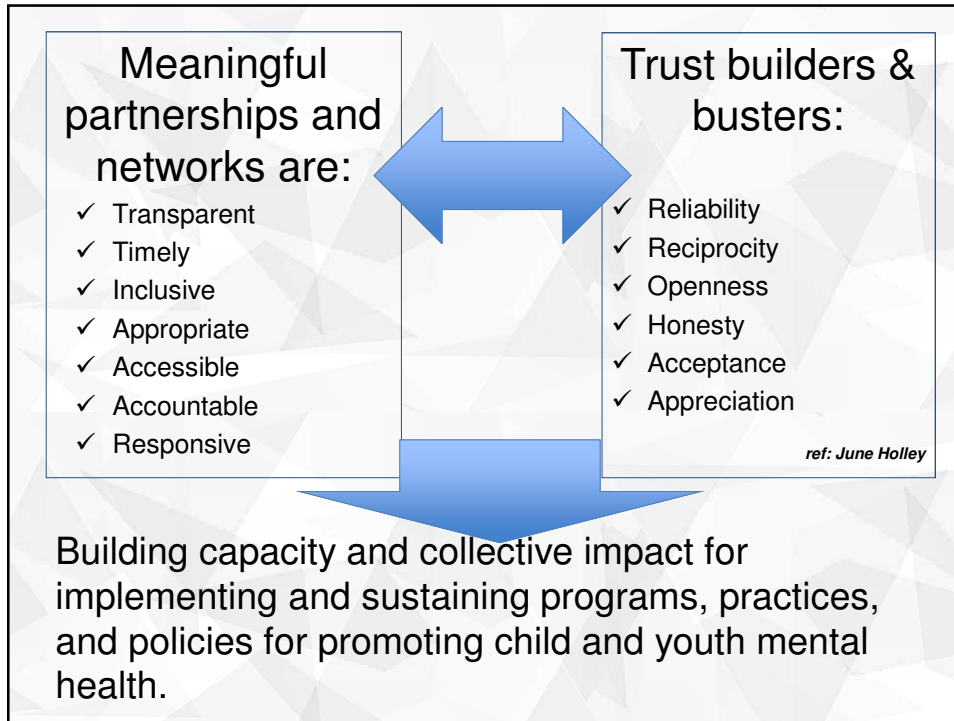 Meaningful
partnerships and
networks are:
✓ Transparent
✓ Timely
✓ Inclusive
✓ Appropriate
✓ Accessible
✓ Accountable
✓ Responsive
Trust builders &
busters:
✓ Reliability
✓ Reciprocity
✓ Openness
✓ Honesty
✓ Acceptance
✓ Appreciation
ref: June Holley
Building capacity and collective impact for
implementing and sustaining programs, practices,
and policies for promoting child and youth mental
health.